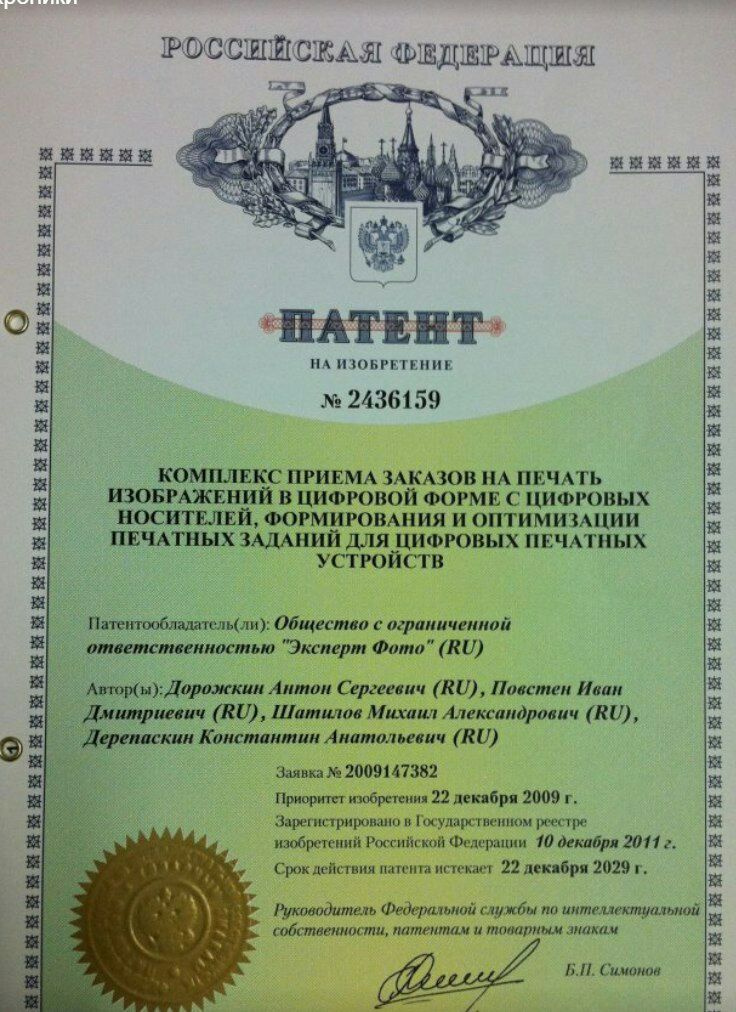 РОССИЙСКАЯ ФЕДЕРАЦИЯ
ПАТЕНТ
НА ИЗОБРЕТЕНИЕ
№ 2436159
КОМПЛЕКС ПРИЕМА ЗАКАЗОВ НА ПЕЧАТЬ
ИЗОБРАЖЕНИЙ В ЦИФРОВОЙ ФОРМЕ С ЦИФРОВЫХ
НОСИТЕЛЕЙ, ФОРМИРОВАНИЯ И ОПТИМИЗАЦИИ
ПЕЧАТНЫХ ЗАДАНИЙ ДЛЯ ЦИФРОВЫХ ПЕЧАТНЫХ
УСТРОЙСТВ
Патентообладатель(ли): Общество с ограниченной
ответственностью "Эксперт Фото" (RU)
Автор(ы): Дорожкин Антон Сергеевич (RU), Повстен Иван
Дмитриевич (RU), Шатилов Михаил Александрович (RU),
Дерепаскин Константин Анатольевич (RU)
Заявка № 2009147382
Приоритет изобретения 22 декабря 2009 г.
Зарегистрировано в Государственном реестре
изобретений Российской Федерации 10 декабря 2011 г.
Срок действия патента истекает 22 декабря 2029 г.
Руководитель Федеральной службы по интеллектуальной
собственности, патентам и товарным знакам
Б.П. Симонов